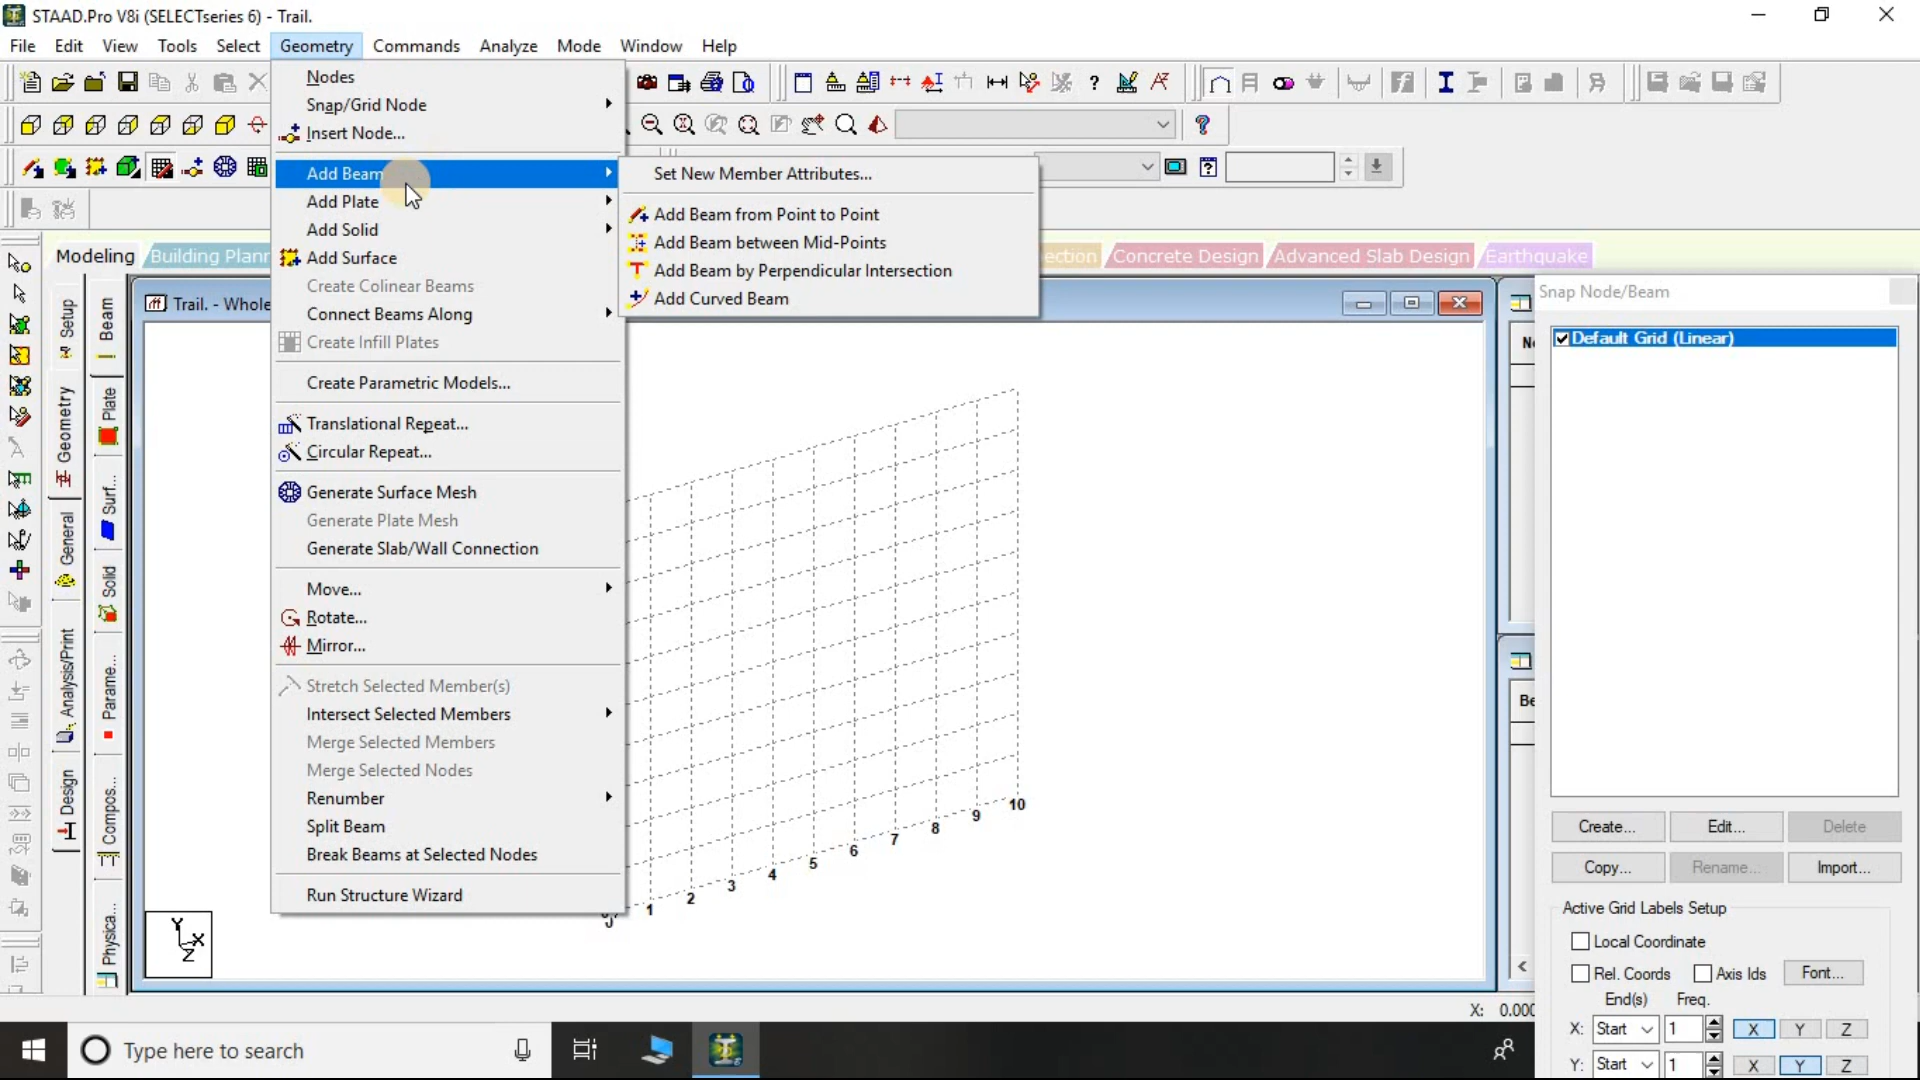 STAAD.Pro V8i (SELECTseries 6) - Trail.
File Edit View Tools Select Geometry Commands Analyze Mode Window Help
Nodes
Snap/Grid Node
Insert Node...
Add Beam
Add Plate
Add Solid
Add Surface
Create Colinear Beams
Connect Beams Along
Create Infill Plates
Create Parametric Models...
Translational Repeat...
Circular Repeat...
Generate Surface Mesh
Generate Plate Mesh
Generate Slab/Wall Connection
Move...
Rotate...
Mirror...
Stretch Selected Member(s)
Intersect Selected Members
Merge Selected Members
Merge Selected Nodes
Renumber
Split Beam
Break Beams at Selected Nodes
Run Structure Wizard
Set New Member Attributes...
Add Beam from Point to Point
Add Beam between Mid-Points
Add Beam by Perpendicular Intersection
Add Curved Beam
Modeling Building Plann ection Concrete Design Advanced Slab Design Earthquake
Trail. - Whole
Setup
Geometry
General
Analysis/Print
Design
Beam
Plate
Surf...
Solid
Parame...
Compos...
Physica...
1 2 3 4 5 6 7 8 9 10
Y
X
Z
Snap Node/Beam
Default Grid (Linear)
Create... Edit... Delete
Copy... Rename... Import...
Active Grid Labels Setup
Local Coordinate
Rel. Coords Axis Ids Font...
End(s) Freq.
X: Start 1 X Y Z
Y: Start 1 X Y Z
X: 0.000
Type here to search